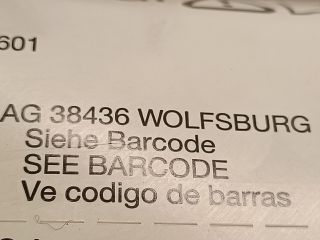 601
AG 38436 WOLFSBURG
Siehe Barcode
SEE BARCODE
Ve codigo de barras